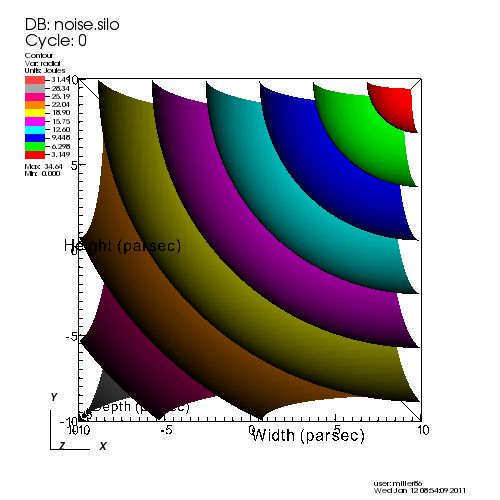 DB: noise.silo
Cycle: 0
Contour
Var: radial
Units: Joules
31.49
28.34
25.19
22.04
18.90
15.75
12.60
9.448
6.298
3.149
Max: 34.64
Min: 0.000
10
5
Height (parsec)
0
-5
-10
Depth (parsec)
-10
-5
0
10
Width (parsec)
Y
Z X
user: miller86
Wed Jan 12 08:54:09 2011